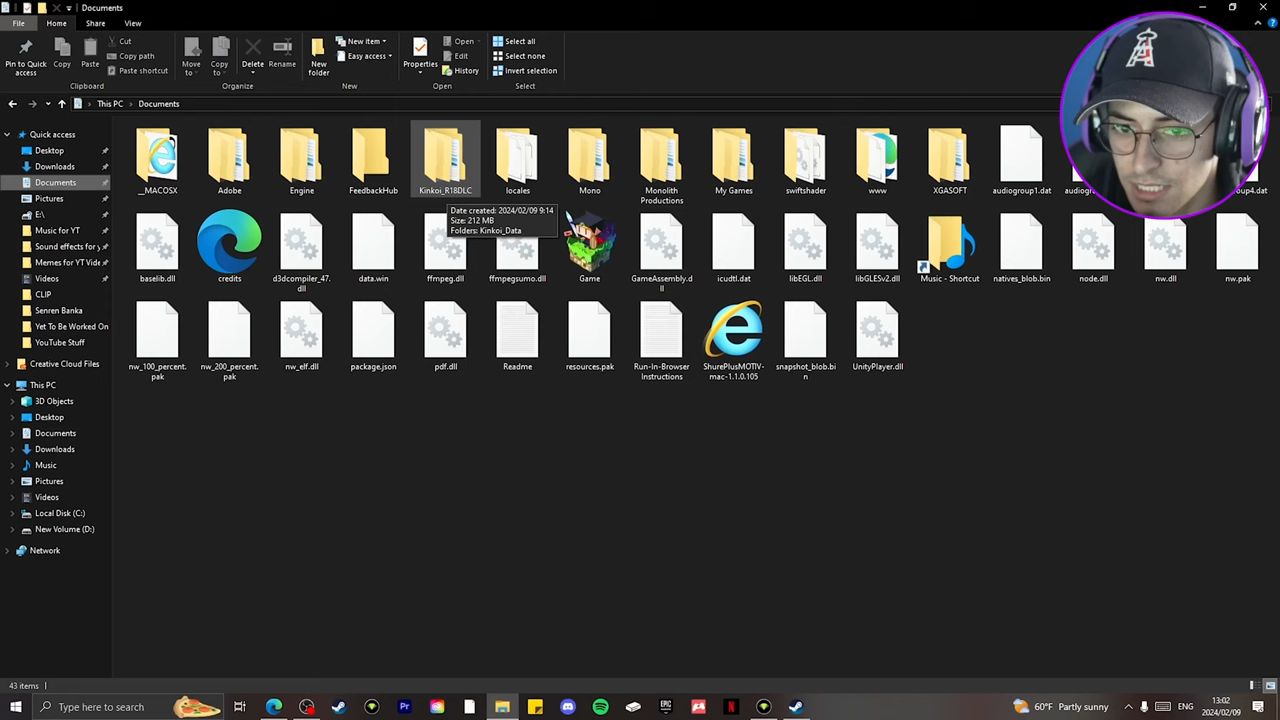 Documents
File Home Share View
Pin to Quick access
Copy
Paste
Cut
Copy path
Paste shortcut
Clipboard
Move to
Copy to
Delete
Rename
Organize
New folder
New item
Easy access
New
Properties
Open
Edit
History
Open
Select all
Select none
Invert selection
Select
This PC > Documents
Quick access
Desktop
Downloads
Documents
Pictures
E:\
Music for YT
Sound effects for y
Memes for YT Vide
Videos
CLIP
Senren Banka
Yet To Be Worked On
YouTube Stuff
Creative Cloud Files
This PC
3D Objects
Desktop
Documents
Downloads
Music
Pictures
Videos
Local Disk (C:)
New Volume (D:)
Network
__MACOSX
Adobe
Engine
FeedbackHub
Kinkoi_R18DLC
locales
Mono
Monolith Productions
My Games
swiftshader
www
XGASOFT
audiogroup1.dat
Date created: 2024/02/09 9:14
Size: 212 MB
Folders: Kinkoi_Data
baselib.dll
credits
d3dcompiler_47.dll
data.win
ffmpeg.dll
ffmpegsumo.dll
Game
GameAssembly.dll
icudtl.dat
libEGL.dll
libGLESv2.dll
Music - Shortcut
natives_blob.bin
node.dll
nw.dll
nw.pak
nw_100_percent.pak
nw_200_percent.pak
nw_elf.dll
package.json
pdf.dll
Readme
resources.pak
Run-In-Browser Instructions
ShurePlusMOTIV-mac-1.1.0.105
snapshot_blob.bin
UnityPlayer.dll
43 items
Type here to search
60°F Partly sunny
ENG
13:02
2024/02/09